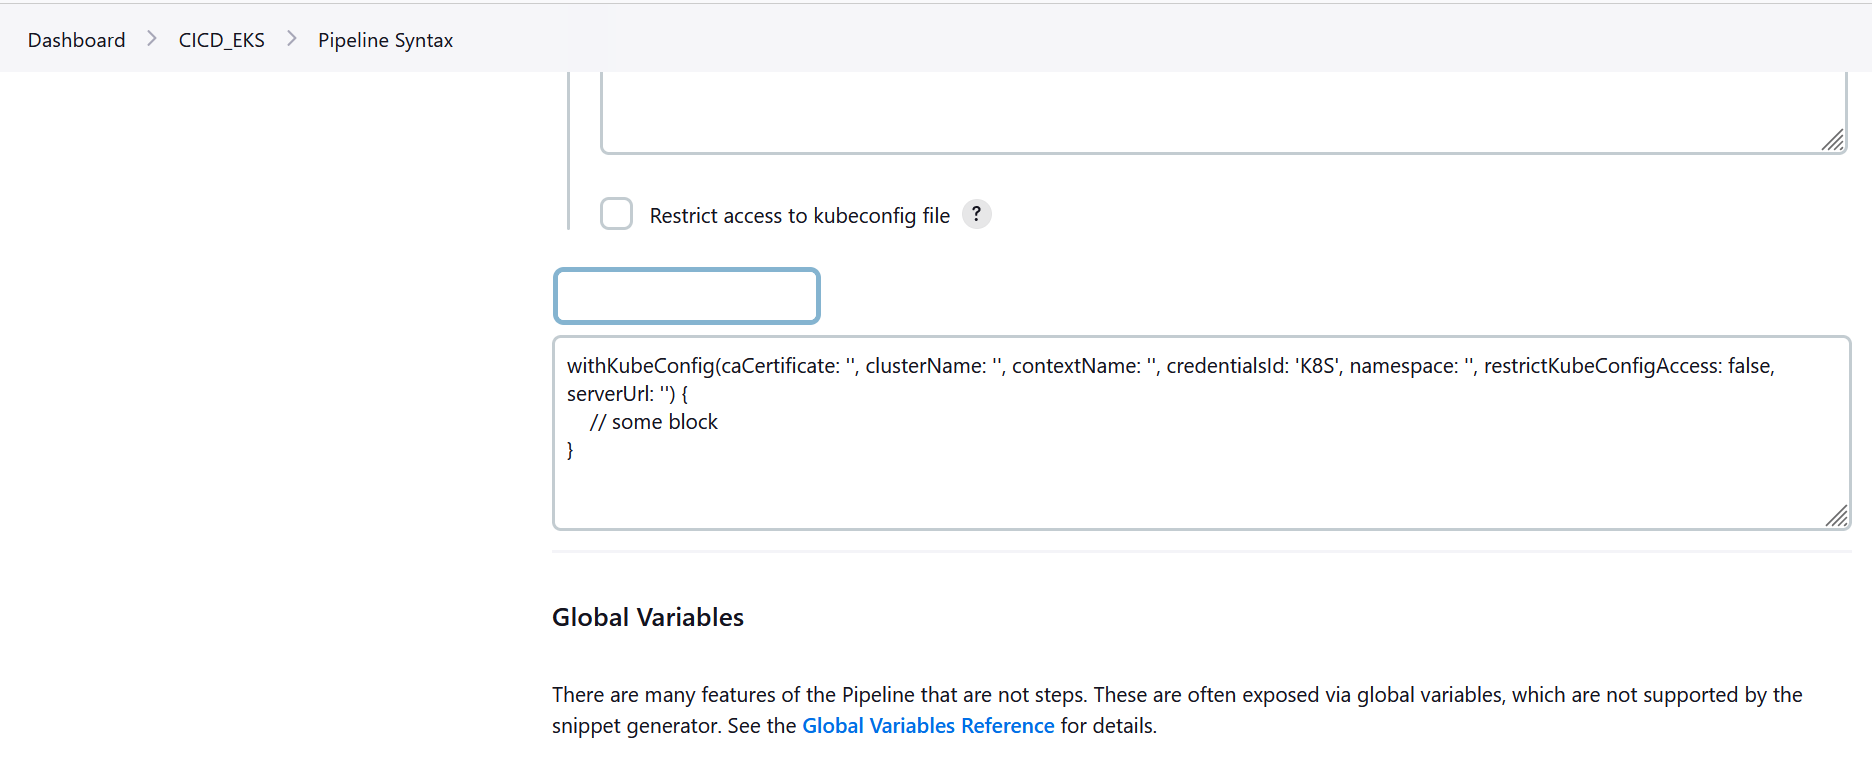 Dashboard > CICD_EKS > Pipeline Syntax
Restrict access to kubeconfig file ?
withKubeConfig(caCertificate: '', clusterName: '', contextName: '', credentialsId: 'K8S', namespace: '', restrictKubeConfigAccess: false,
serverUrl: '') {
    // some block
}
Global Variables
There are many features of the Pipeline that are not steps. These are often exposed via global variables, which are not supported by the
snippet generator. See the Global Variables Reference for details.